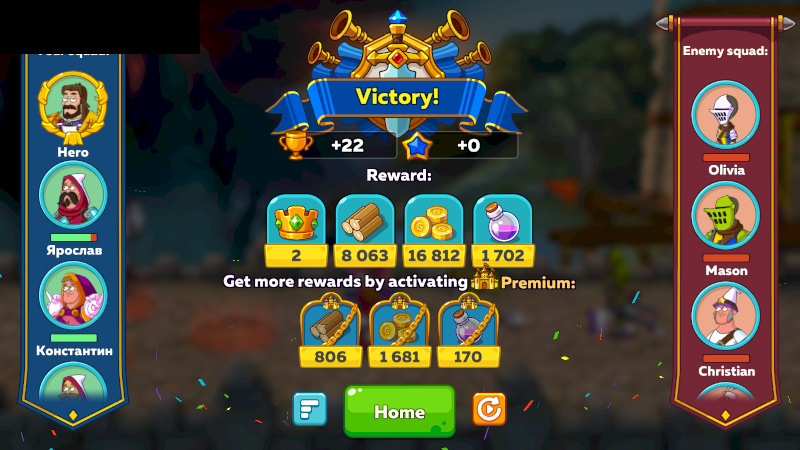 Hero
Ярослав
Константин
Victory!
+22
+0
Reward:
2
8 063
16 812
1 702
Get more rewards by activating Premium:
806
1 681
170
Home
Enemy squad:
Olivia
Mason
Christian